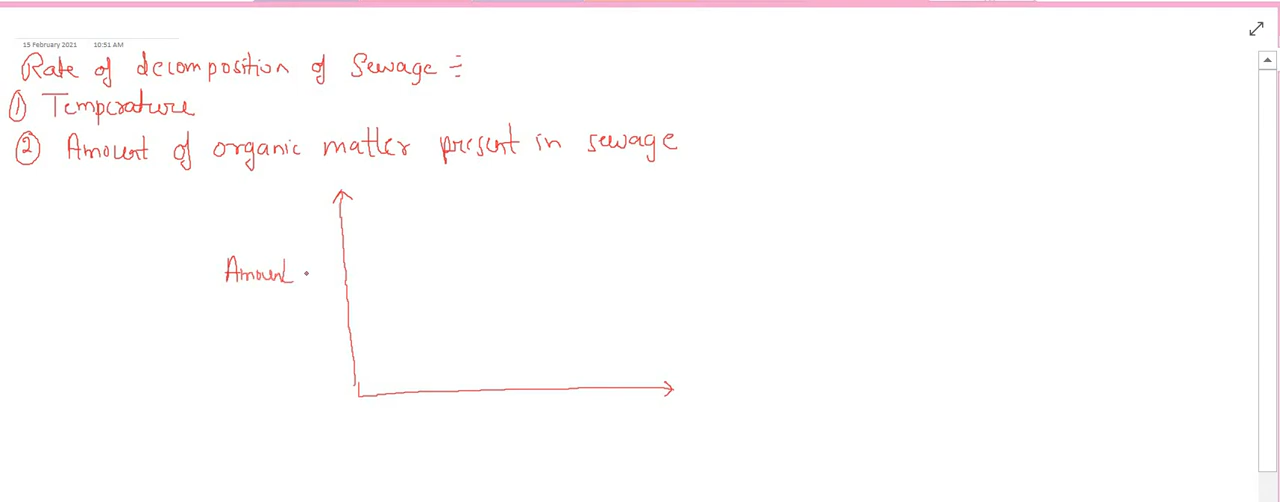 15 February 2021 10:51 AM
Rate of decomposition of Sewage :-
① Temperature
② Amount of organic matter present in sewage
Amount